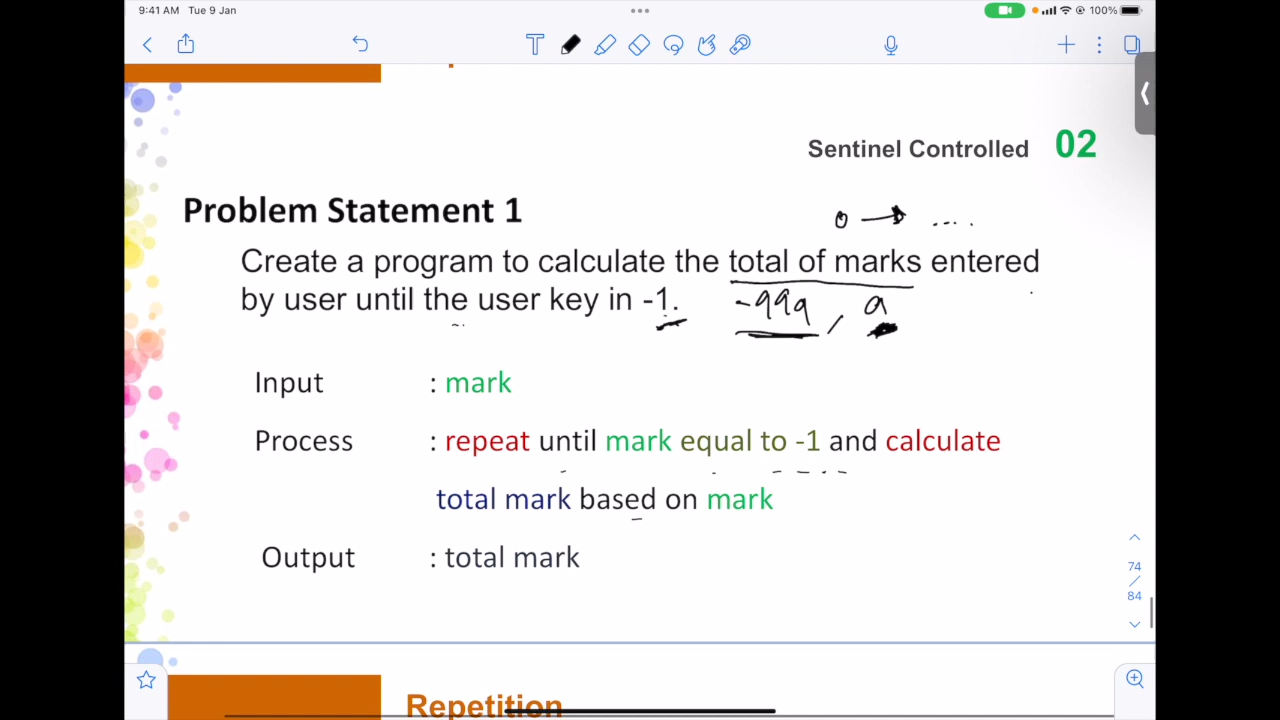 9:41 AM Tue 9 Jan
100%
Sentinel Controlled 02
Problem Statement 1
Create a program to calculate the total of marks entered
by user until the user key in -1.
-999, a
Input : mark
Process : repeat until mark equal to -1 and calculate
total mark based on mark
Output : total mark
74
/
84
Repetition